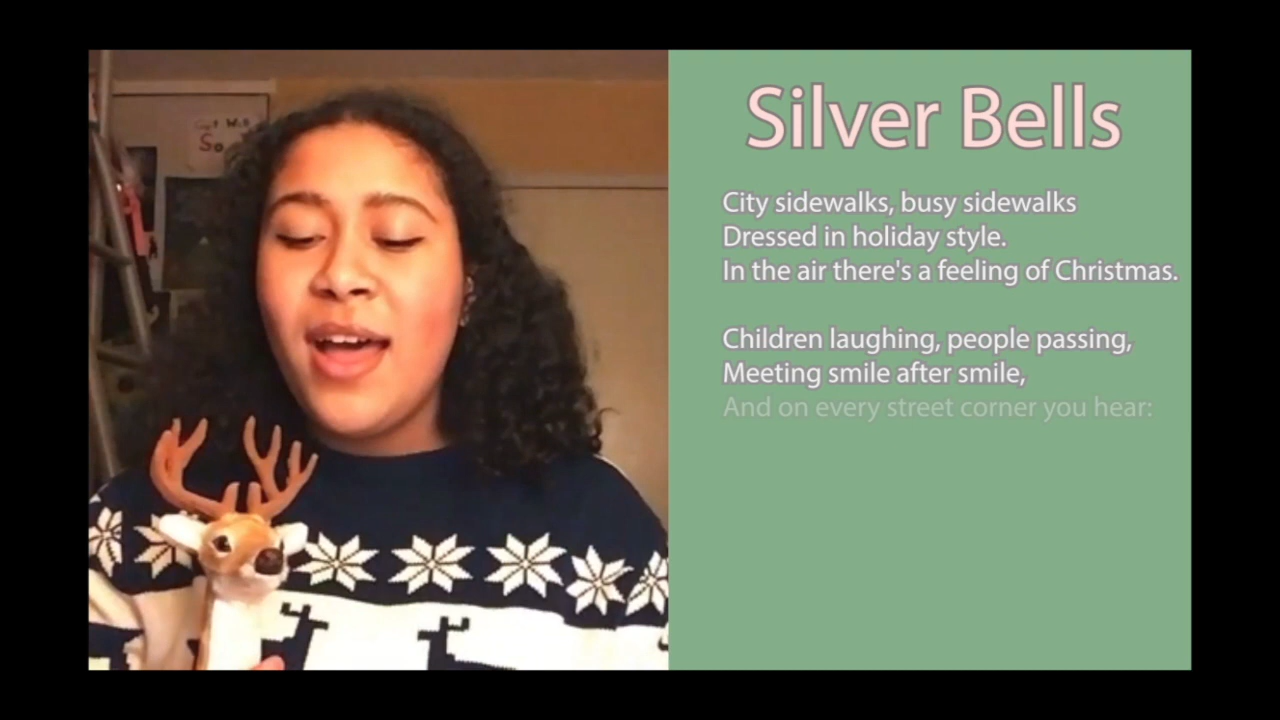 Silver Bells
City sidewalks, busy sidewalks
Dressed in holiday style.
In the air there's a feeling of Christmas.
Children laughing, people passing,
Meeting smile after smile,
And on every street corner you hear:
So